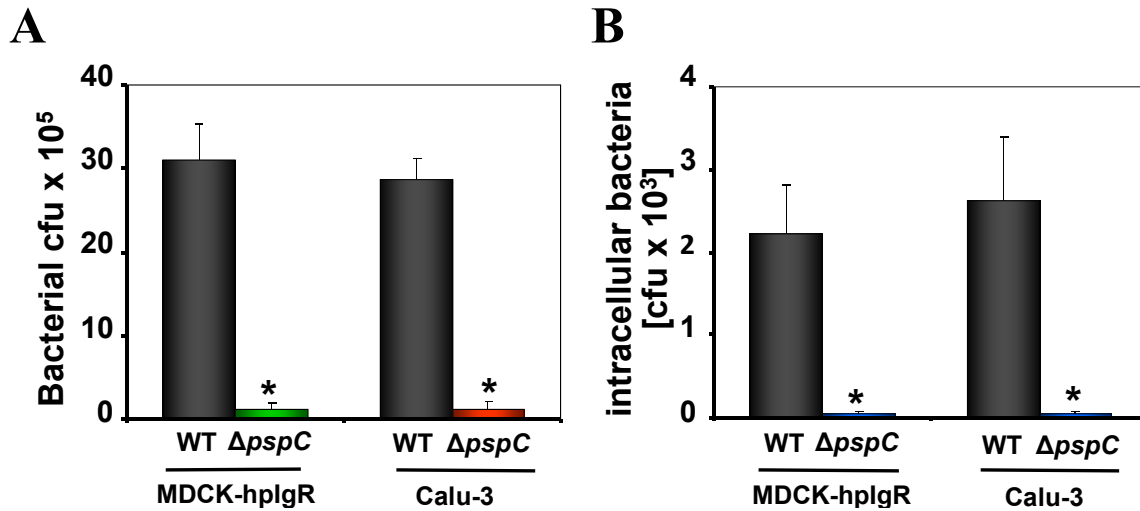 A
Bacterial cfu x 10⁵
40
30
20
10
0
*
*
WT ΔpspC
WT ΔpspC
MDCK-hpIgR
Calu-3
B
intracellular bacteria
[cfu x 10³]
4
3
2
1
0
*
*
WT ΔpspC
WT ΔpspC
MDCK-hpIgR
Calu-3